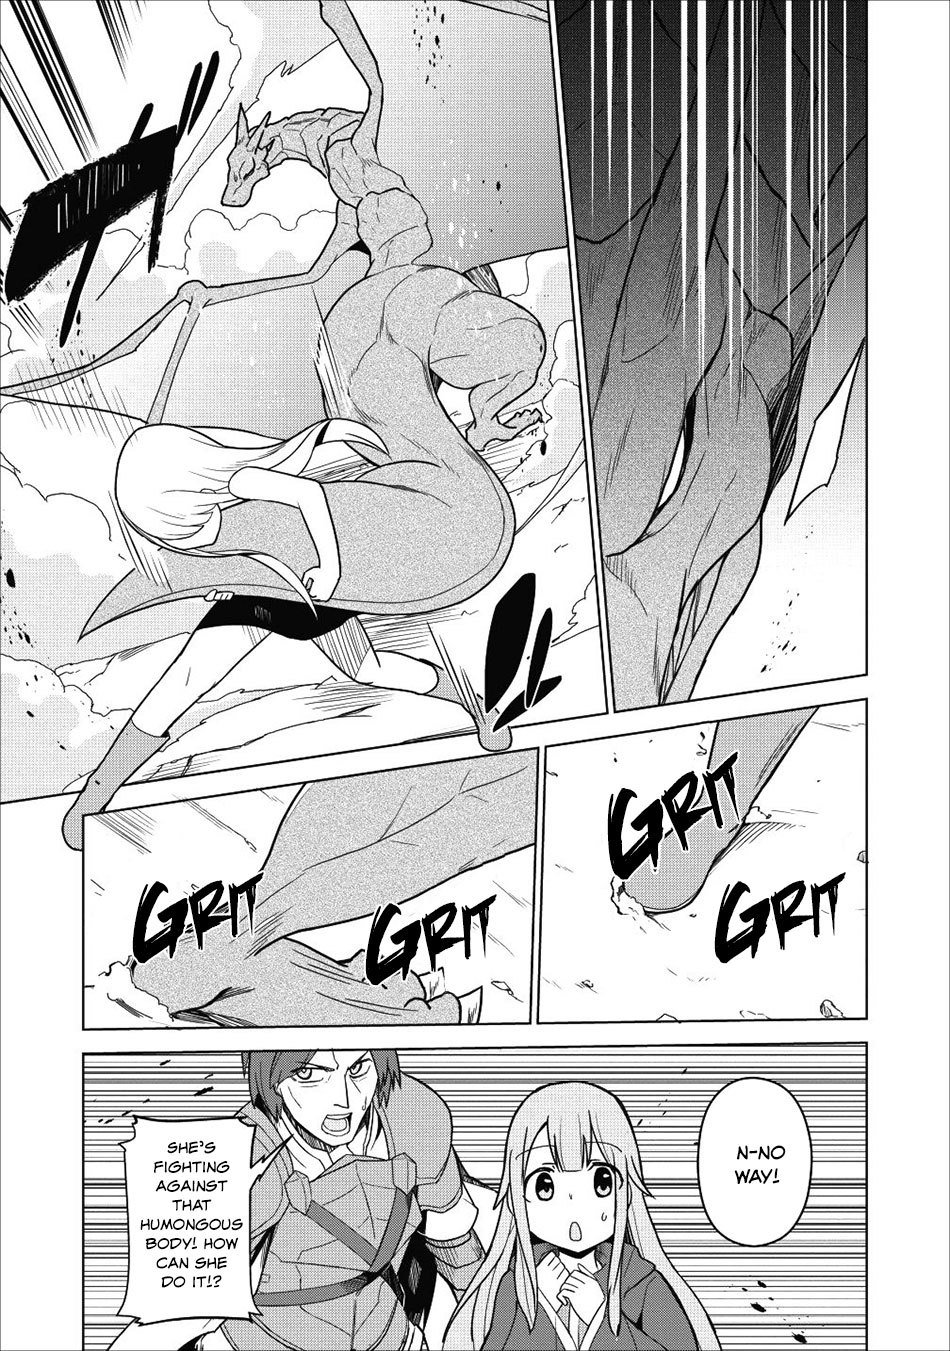 GRIT
GRIT
GRIT
GRIT
N-NO
WAY!
SHE'S
FIGHTING
AGAINST
THAT
HUMONGOUS
BODY! HOW
CAN SHE
DO IT!?